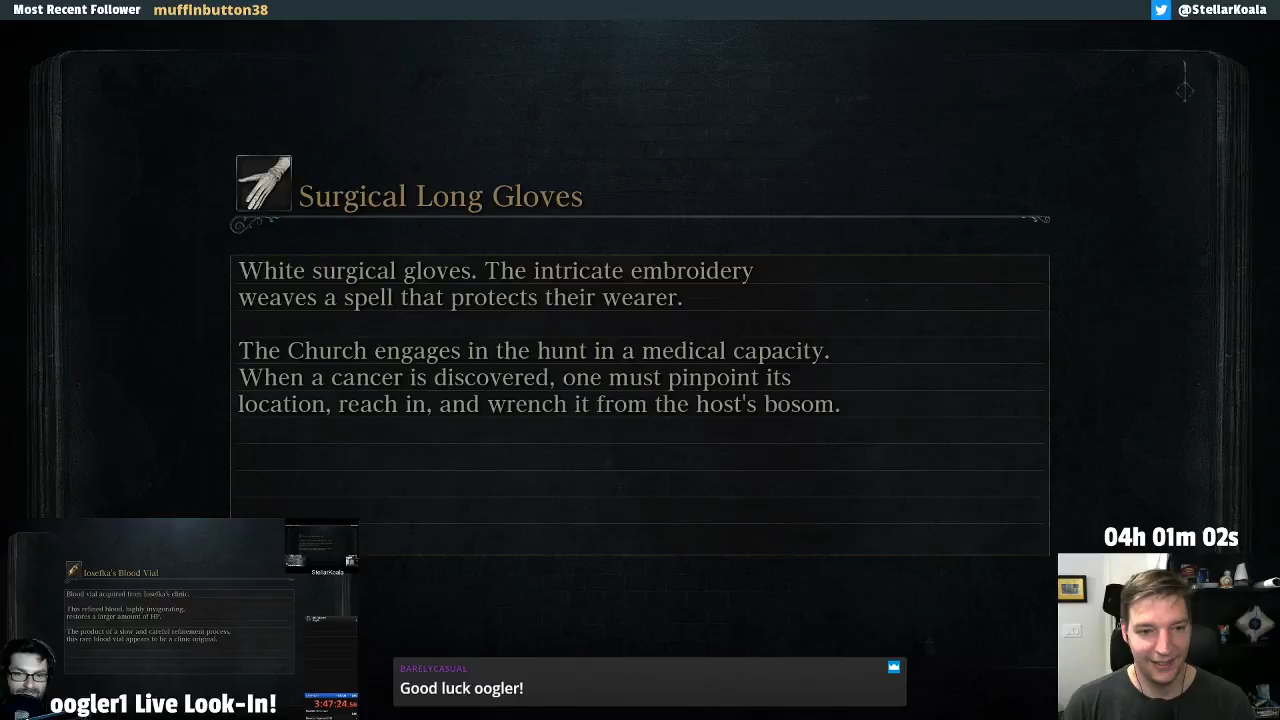 Most Recent Follower muffInbutton38
@StellarKoala
Surgical Long Gloves
White surgical gloves. The intricate embroidery
weaves a spell that protects their wearer.
The Church engages in the hunt in a medical capacity.
When a cancer is discovered, one must pinpoint its
location, reach in, and wrench it from the host's bosom.
04h 01m 02s
Iosefka's Blood Vial
Blood vial acquired from Iosefka's clinic.
This refined blood, highly invigorating,
restores a larger amount of HP.
The product of a slow and careful refinement process,
this rare blood vial appears to be a clinic original.
StellarKoala
3:47:24
oogler1 Live Look-In!
BARELYCASUAL
Good luck oogler!